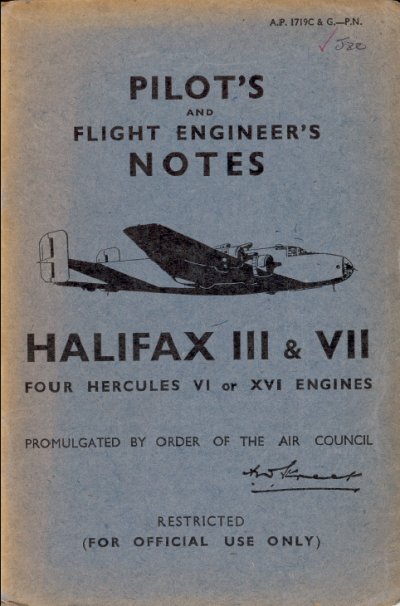 A.P. 1719C & G.—P.N.
PILOT'S
AND
FLIGHT ENGINEER'S
NOTES
HALIFAX III & VII
FOUR HERCULES VI or XVI ENGINES
PROMULGATED BY ORDER OF THE AIR COUNCIL
RESTRICTED
(FOR OFFICIAL USE ONLY)